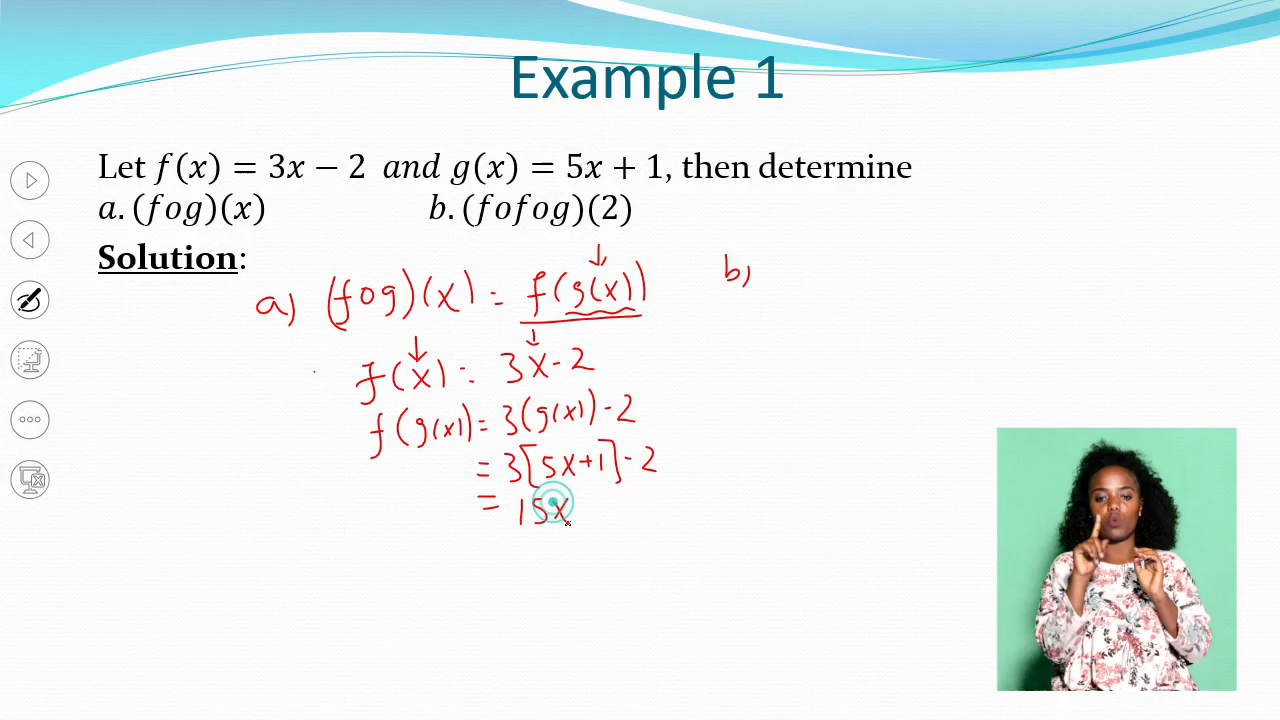 Example 1
Let f(x) = 3x − 2 and g(x) = 5x + 1, then determine
a. (fog)(x) b. (fofog)(2)
Solution:
a) (fog)(x) = f(g(x)) b)
f(x) = 3x - 2
f(g(x)) = 3(g(x)) - 2
= 3[5x+1] - 2
= 15x